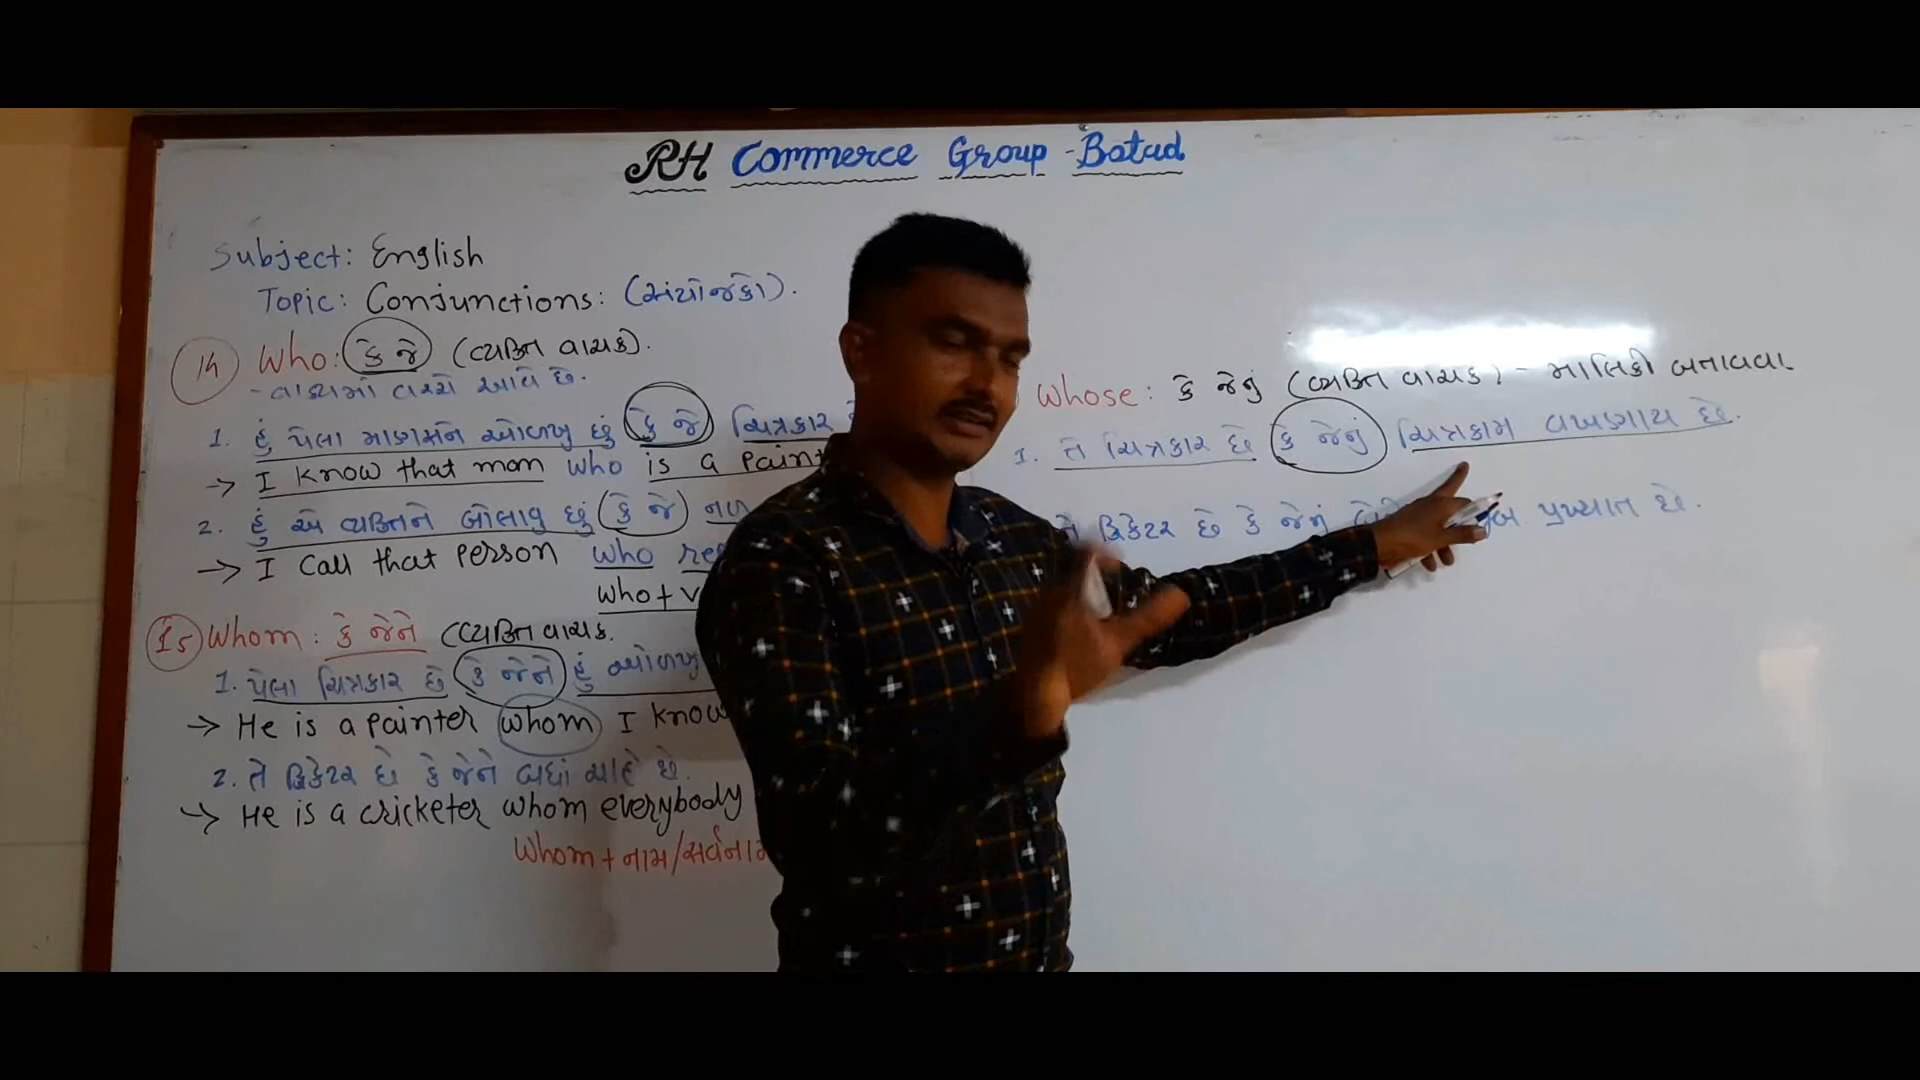 RH Commerce Group - Botad
Subject: English
Topic: Conjunctions: (સંયોજકો).
14 Who: કે જે (વ્યક્તિ વાચક).
- વાક્યમાં વચ્ચે આવે છે.
1. હું પેલા માણસને ઓળખુ છું કે જે ચિત્રકાર
→ I know that man who is a paint
2. હું એ વ્યક્તિને બોલાવુ છું કે જે નળ
→ I call that person who re
who + v
15 Whom: કે જેને (વ્યક્તિ વાચક.
1. પેલા ચિત્રકાર છે કે જેને હું ઓળખુ
→ He is a painter whom I know
2. તે ક્રિકેટર છે કે જેને બધાં ચાહે છે.
→ He is a cricketer whom everybody
Whom + નામ/સર્વનામ
Whose: કે જેનું (વ્યક્તિ વાચક) - માલિકી બતાવવા
1. તે ચિત્રકાર છે કે જેનું ચિત્રકામ વખણાય છે.
તે ક્રિકેટર છે કે જેનું પ્રખ્યાત છે.